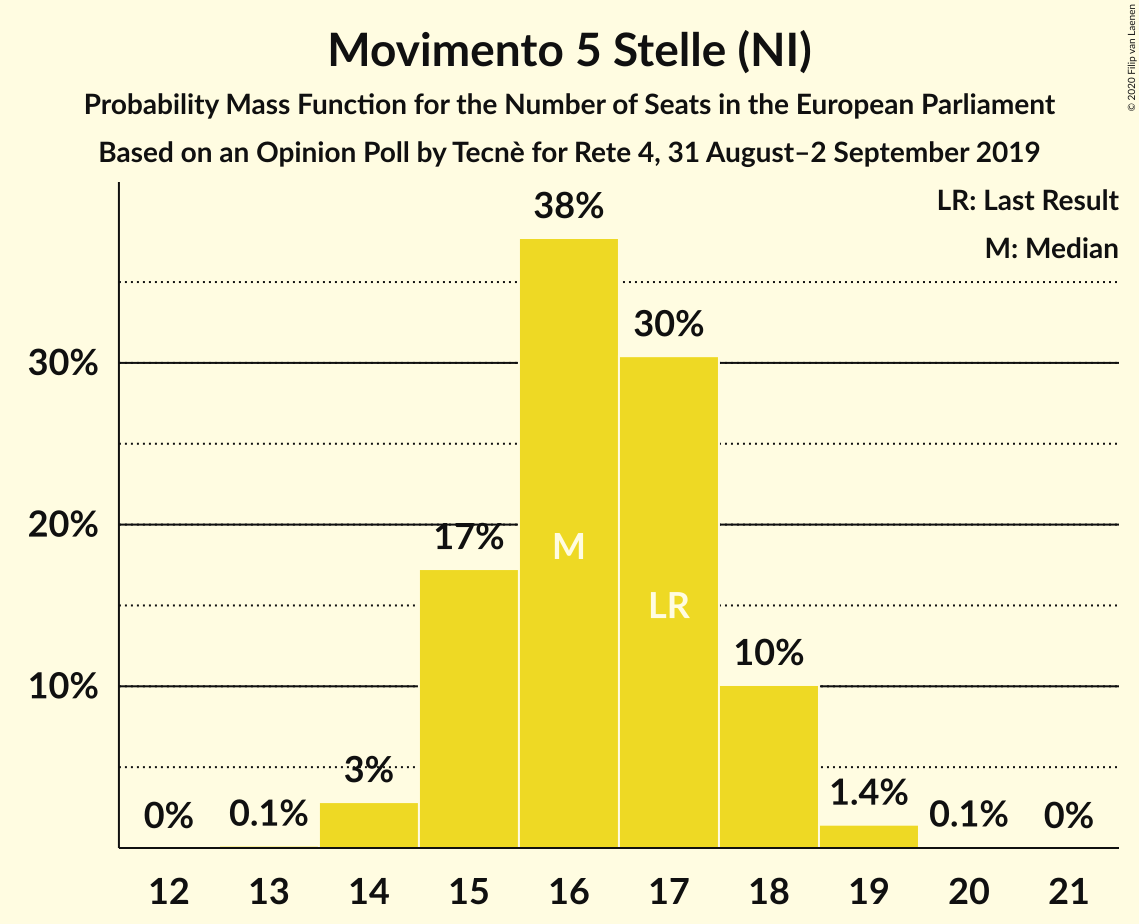 Movimento 5 Stelle (NI)
Probability Mass Function for the Number of Seats in the European Parliament
Based on an Opinion Poll by Tecnè for Rete 4, 31 August–2 September 2019
© 2020 Filip van Laenen
LR: Last Result
M: Median
38%
30%
30%
20%
17%
M
LR
10%
10%
3%
1.4%
0%
0.1%
0.1%
0%
12 13 14 15 16 17 18 19 20 21